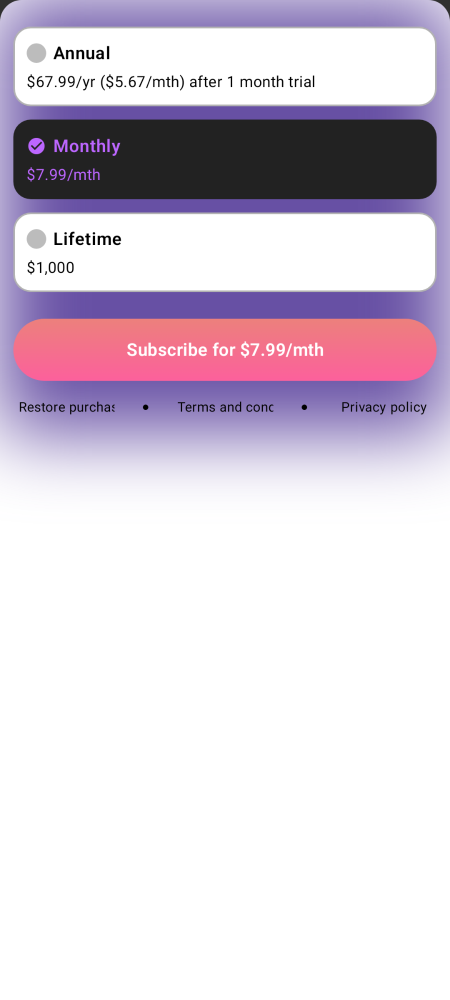 Annual
$67.99/yr ($5.67/mth) after 1 month trial
Monthly
$7.99/mth
Lifetime
$1,000
Subscribe for $7.99/mth
Restore purchas • Terms and conc • Privacy policy